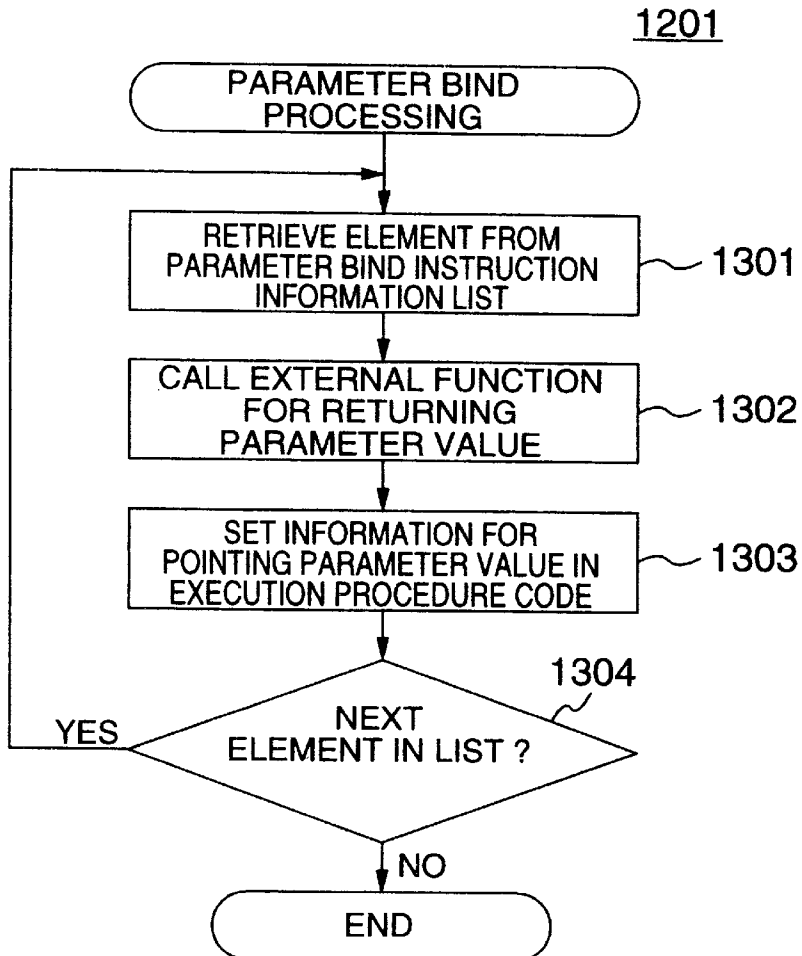 1201
PARAMETER BIND
PROCESSING
RETRIEVE ELEMENT FROM
PARAMETER BIND INSTRUCTION
INFORMATION LIST
1301
CALL EXTERNAL FUNCTION
FOR RETURNING
PARAMETER VALUE
1302
SET INFORMATION FOR
POINTING PARAMETER VALUE IN
EXECUTION PROCEDURE CODE
1303
1304
NEXT
ELEMENT IN LIST ?
YES
NO
END